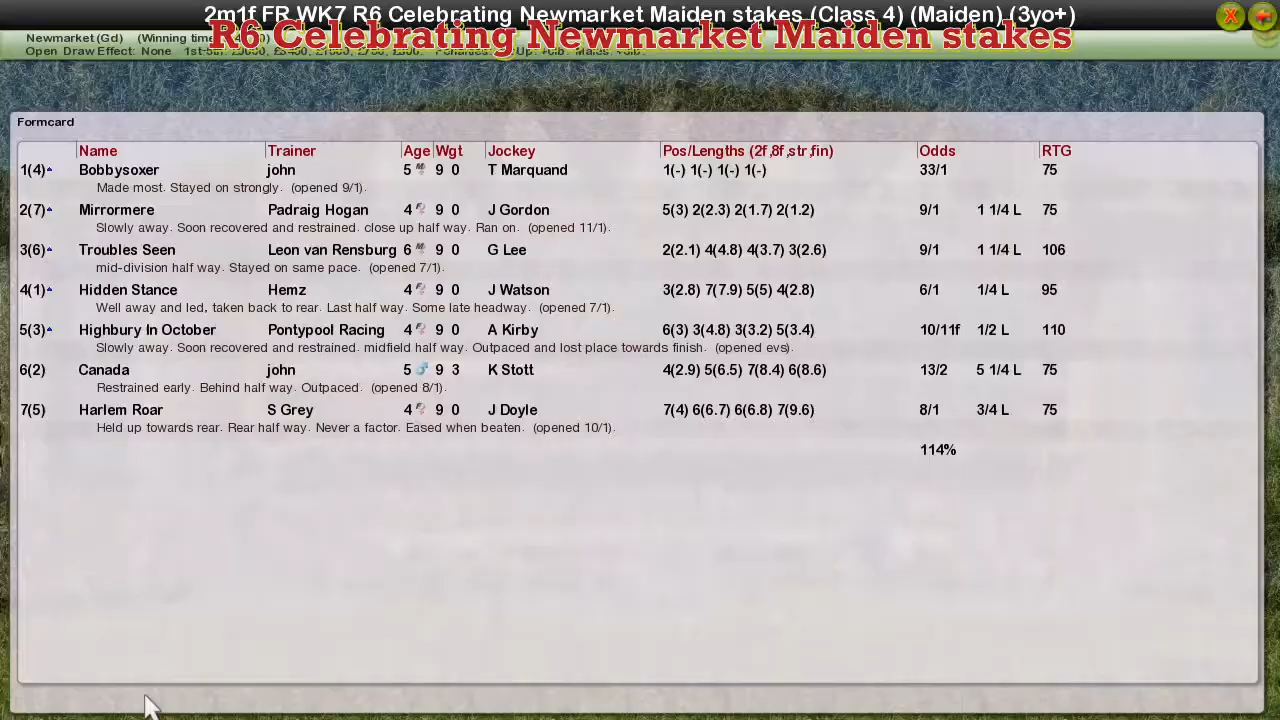 2m1f FR WK7 R6 Celebrating Newmarket Maiden stakes (Class 4) (Maiden) (3yo+)
R6 Celebrating Newmarket Maiden stakes
Newmarket (Gd) (Winning time
Open Draw Effect: None
Formcard
Name Trainer Age Wgt Jockey Pos/Lengths (2f,8f,str,fin) Odds RTG
1(4) Bobbysoxer john 5 9 0 T Marquand 1(-) 1(-) 1(-) 1(-) 33/1 75
Made most. Stayed on strongly. (opened 9/1).
2(7) Mirrormere Padraig Hogan 4 9 0 J Gordon 5(3) 2(2.3) 2(1.7) 2(1.2) 9/1 1 1/4 L 75
Slowly away. Soon recovered and restrained. close up half way. Ran on. (opened 11/1).
3(6) Troubles Seen Leon van Rensburg 6 9 0 G Lee 2(2.1) 4(4.8) 4(3.7) 3(2.6) 9/1 1 1/4 L 106
mid-division half way. Stayed on same pace. (opened 7/1).
4(1) Hidden Stance Hemz 4 9 0 J Watson 3(2.8) 7(7.9) 5(5) 4(2.8) 6/1 1/4 L 95
Well away and led, taken back to rear. Last half way. Some late headway. (opened 7/1).
5(3) Highbury In October Pontypool Racing 4 9 0 A Kirby 6(3) 3(4.8) 3(3.2) 5(3.4) 10/11f 1/2 L 110
Slowly away. Soon recovered and restrained. midfield half way. Outpaced and lost place towards finish. (opened evs).
6(2) Canada john 5 9 3 K Stott 4(2.9) 5(6.5) 7(8.4) 6(8.6) 13/2 5 1/4 L 75
Restrained early. Behind half way. Outpaced. (opened 8/1).
7(5) Harlem Roar S Grey 4 9 0 J Doyle 7(4) 6(6.7) 6(6.8) 7(9.6) 8/1 3/4 L 75
Held up towards rear. Rear half way. Never a factor. Eased when beaten. (opened 10/1).
114%